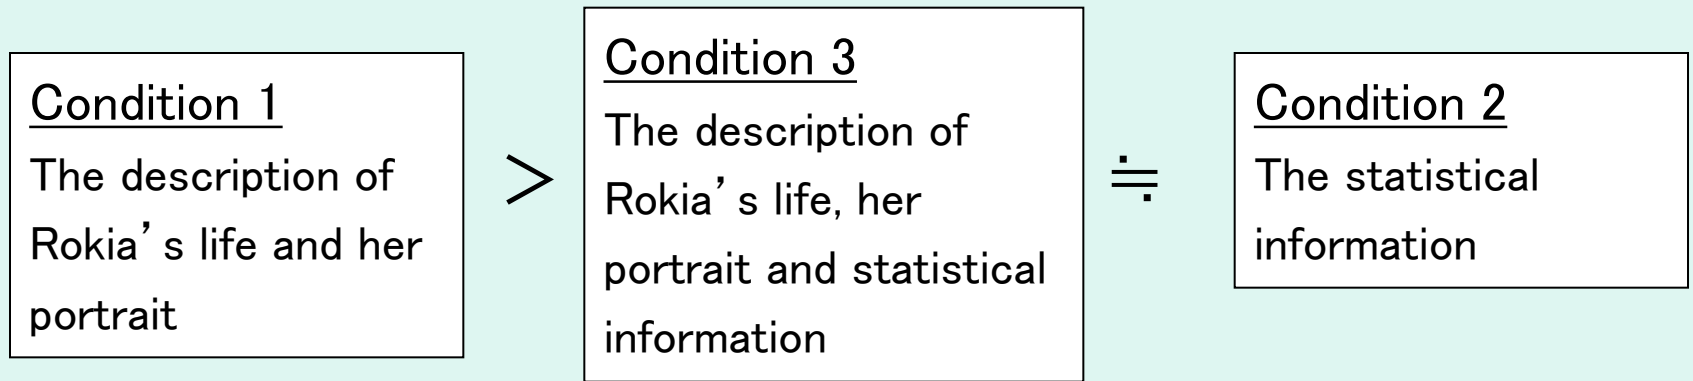 Condition 1
The description of
Rokia’s life and her
portrait
>
Condition 3
The description of
Rokia’s life, her
portrait and statistical
information
≒
Condition 2
The statistical
information